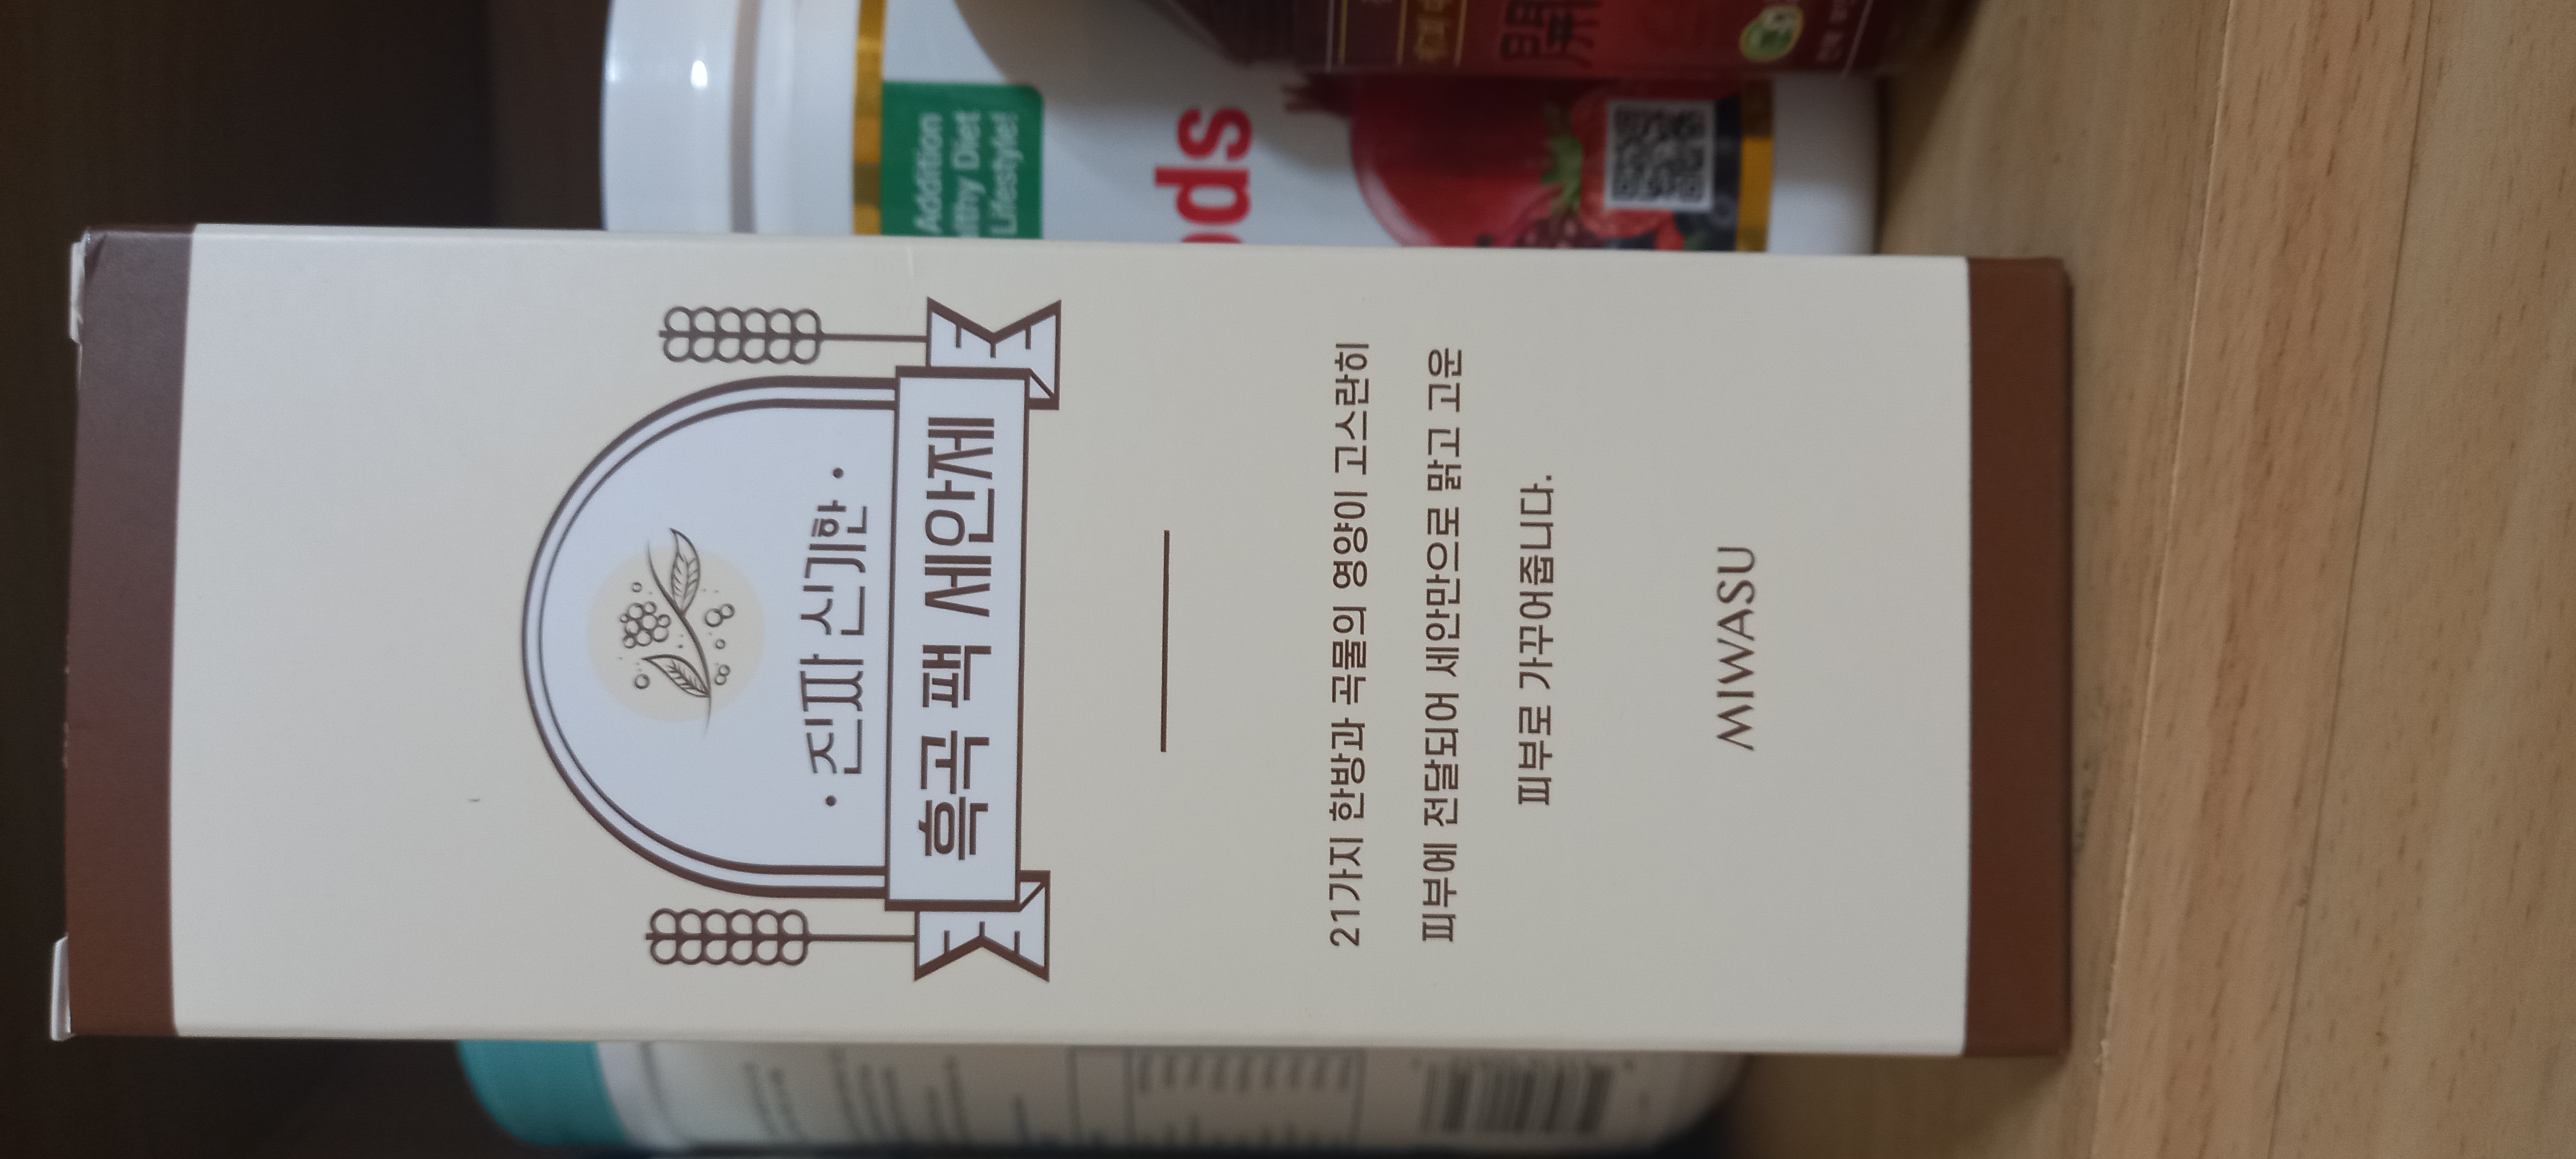 · 진짜 신기한 ·
흑곡 팩 세안제
21가지 한방과 곡물의 영양이 고스란히
피부에 전달되어 세안만으로 맑고 고운
피부로 가꾸어줍니다.
MIWASU
Addition
Diet
Lifestyle!